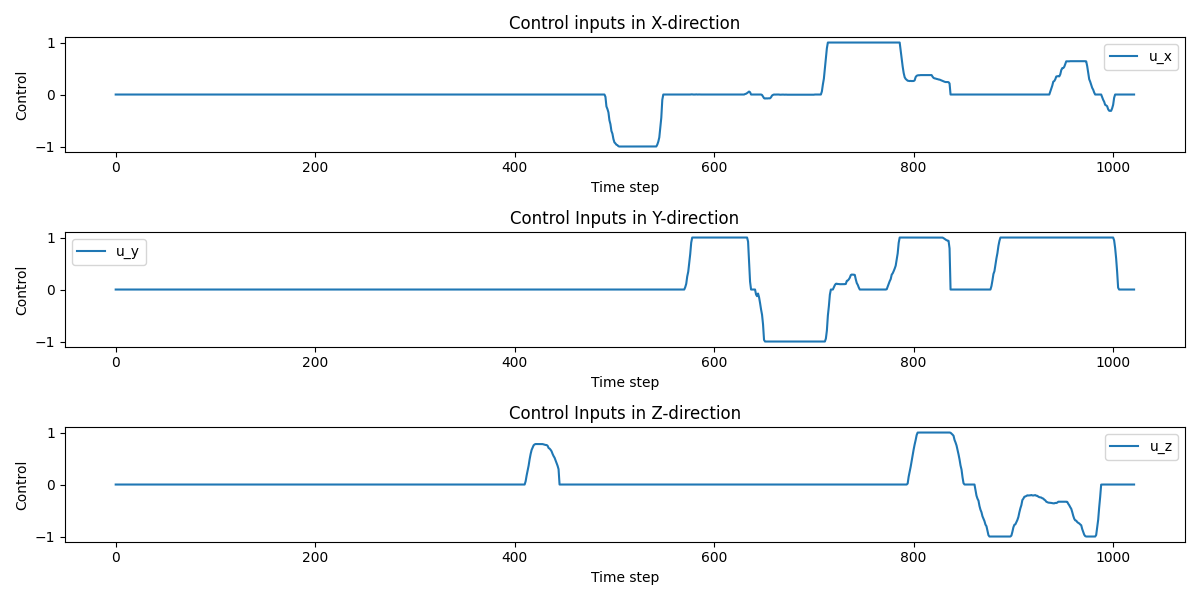 Control inputs in X-direction
Control
1
0
−1
u_x
0 200 400 600 800 1000
Time step
Control Inputs in Y-direction
Control
1
0
−1
u_y
0 200 400 600 800 1000
Time step
Control Inputs in Z-direction
Control
1
0
−1
u_z
0 200 400 600 800 1000
Time step